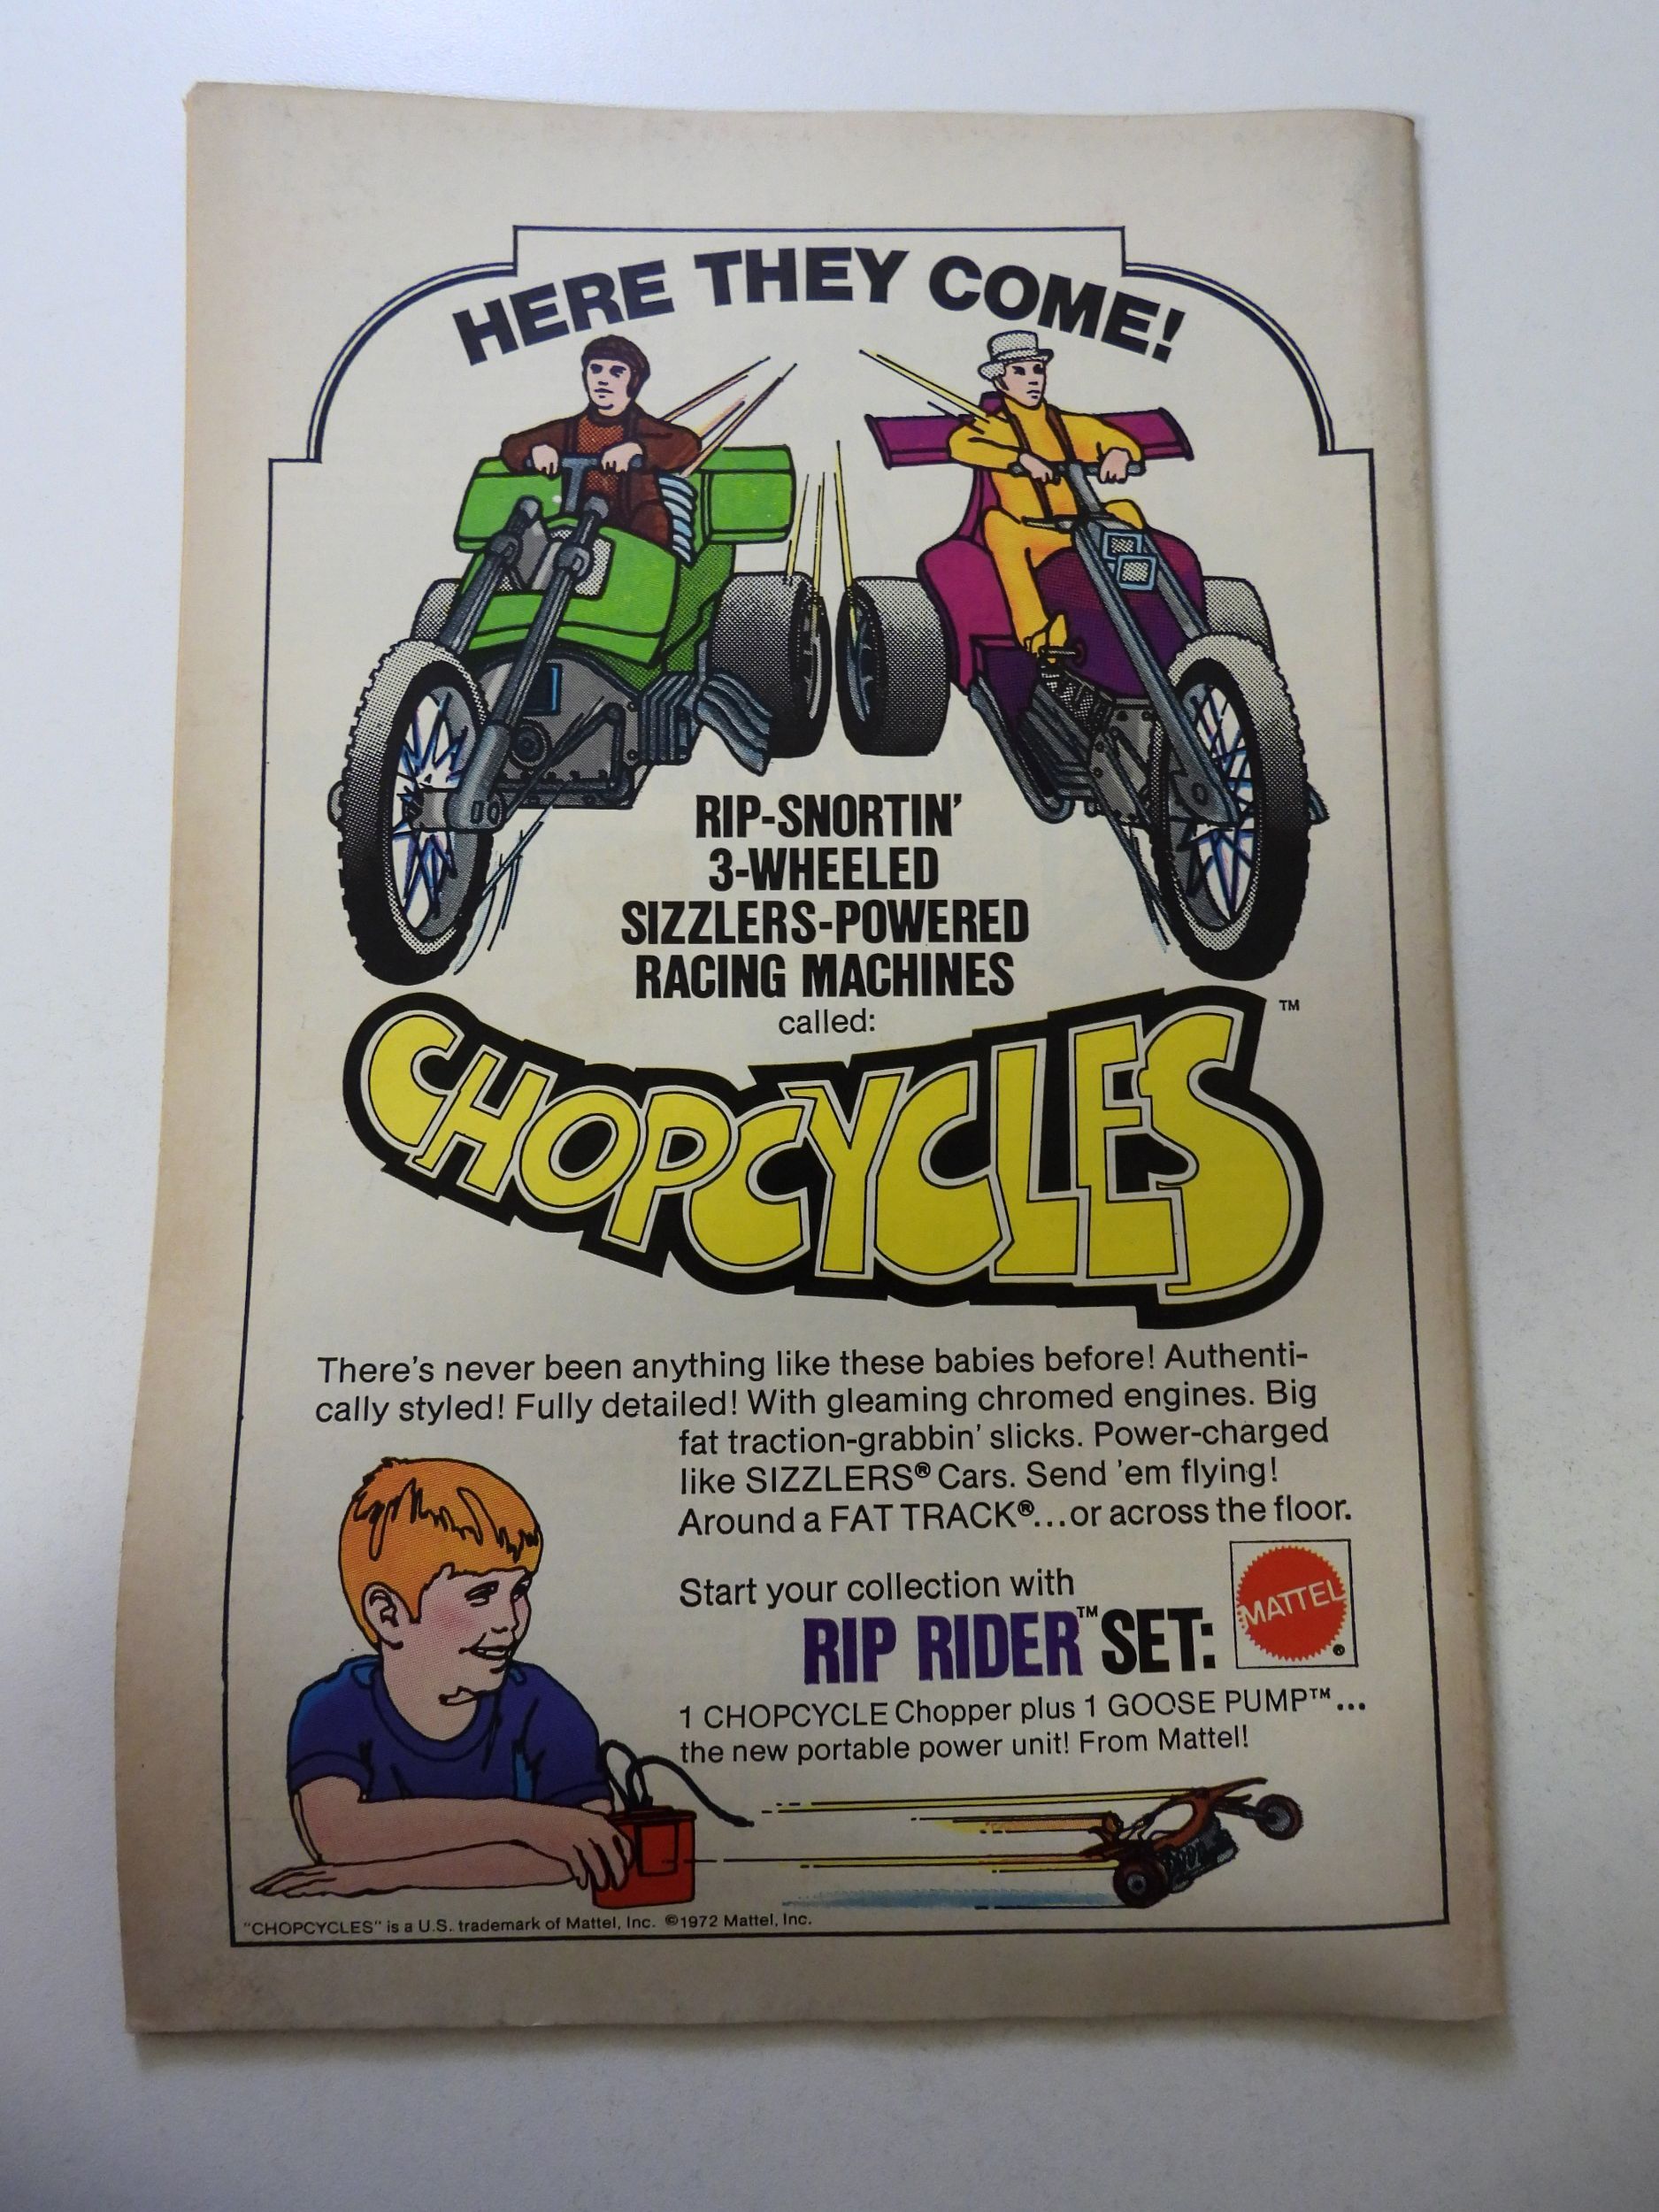 HERE THEY COME!
RIP-SNORTIN'
3-WHEELED
SIZZLERS-POWERED
RACING MACHINES
called:
CHOPCYCLES™
There's never been anything like these babies before! Authenti-
cally styled! Fully detailed! With gleaming chromed engines. Big
fat traction-grabbin' slicks. Power-charged
like SIZZLERS® Cars. Send 'em flying!
Around a FAT TRACK®...or across the floor.
Start your collection with
RIP RIDER™ SET:
MATTEL®
1 CHOPCYCLE Chopper plus 1 GOOSE PUMP™...
the new portable power unit! From Mattel!
"CHOPCYCLES" is a U.S. trademark of Mattel, Inc. ©1972 Mattel, Inc.